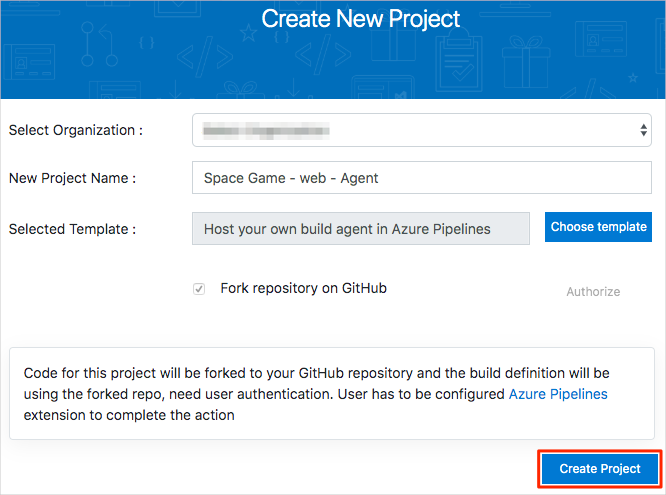 Create New Project
Select Organization :
New Project Name : Space Game - web - Agent
Selected Template : Host your own build agent in Azure Pipelines Choose template
Fork repository on GitHub Authorize
Code for this project will be forked to your GitHub repository and the build definition will be
using the forked repo, need user authentication. User has to be configured Azure Pipelines
extension to complete the action
Create Project